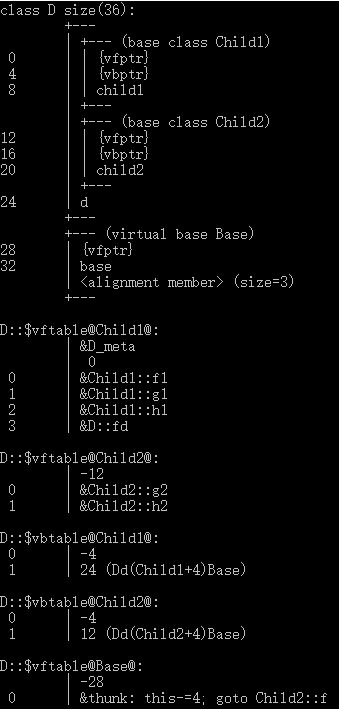 class D size(36):
        +---
        | +--- (base class Child1)
 0      | | {vfptr}
 4      | | {vbptr}
 8      | | child1
        | +---
        | +--- (base class Child2)
12      | | {vfptr}
16      | | {vbptr}
20      | | child2
        | +---
24      | d
        +---
        +--- (virtual base Base)
28      | {vfptr}
32      | base
        | <alignment member> (size=3)
        +---
D::$vftable@Child1@:
        | &D_meta
        |  0
 0      | &Child1::f1
 1      | &Child1::g1
 2      | &Child1::h1
 3      | &D::fd
D::$vftable@Child2@:
        | -12
 0      | &Child2::g2
 1      | &Child2::h2
D::$vbtable@Child1@:
 0      | -4
 1      | 24 (Dd(Child1+4)Base)
D::$vbtable@Child2@:
 0      | -4
 1      | 12 (Dd(Child2+4)Base)
D::$vftable@Base@:
        | -28
 0      | &thunk: this-=4; goto Child2::f